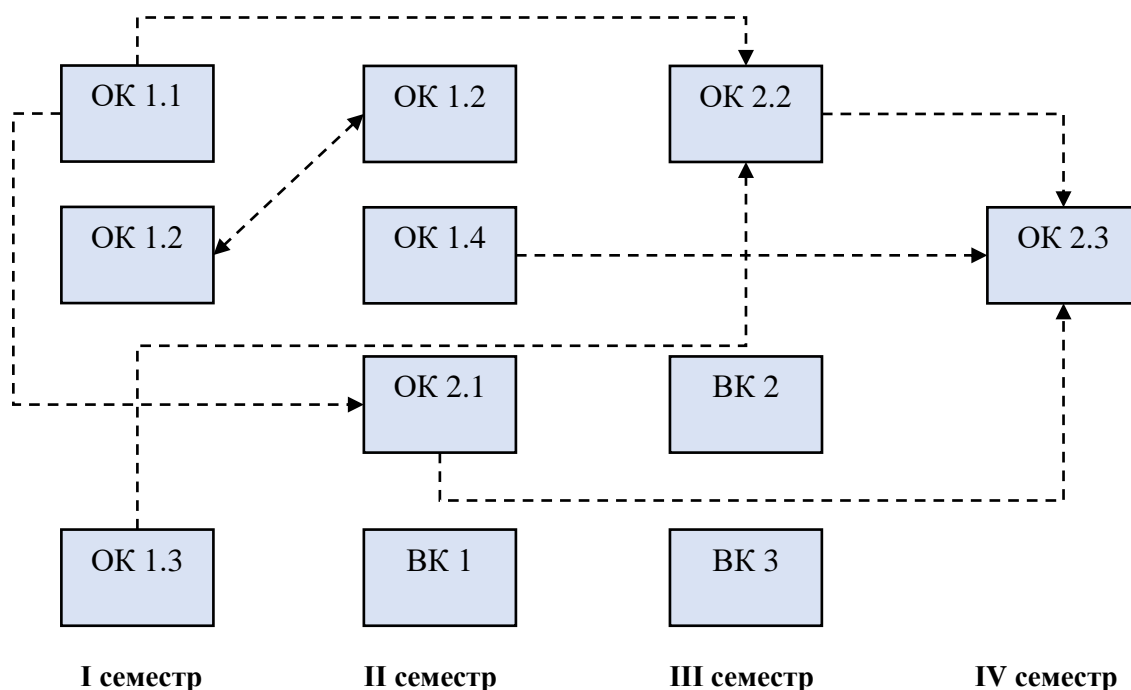 ОК 1.1
ОК 1.2
ОК 2.2
ОК 1.2
ОК 1.4
ОК 2.3
ОК 2.1
ВК 2
ОК 1.3
ВК 1
ВК 3
I семестр
II семестр
III семестр
IV семестр